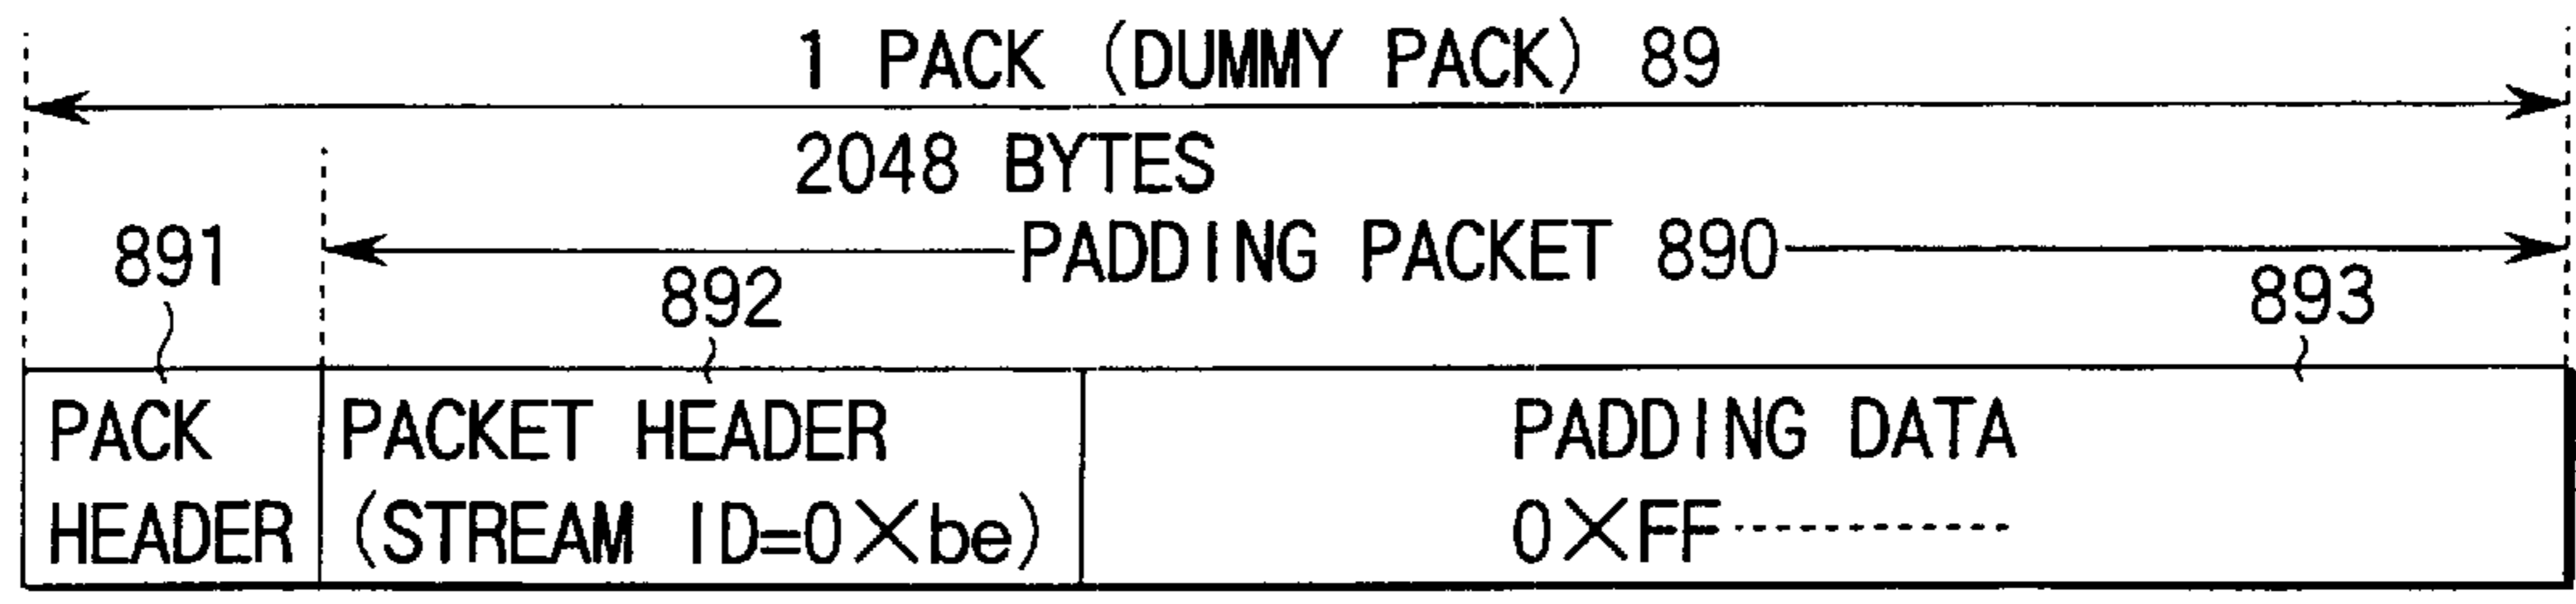 1 PACK (DUMMY PACK) 89
2048 BYTES
PADDING PACKET 890
891
892
893
PACK HEADER
PACKET HEADER
(STREAM ID=0×be)
PADDING DATA
0×FF